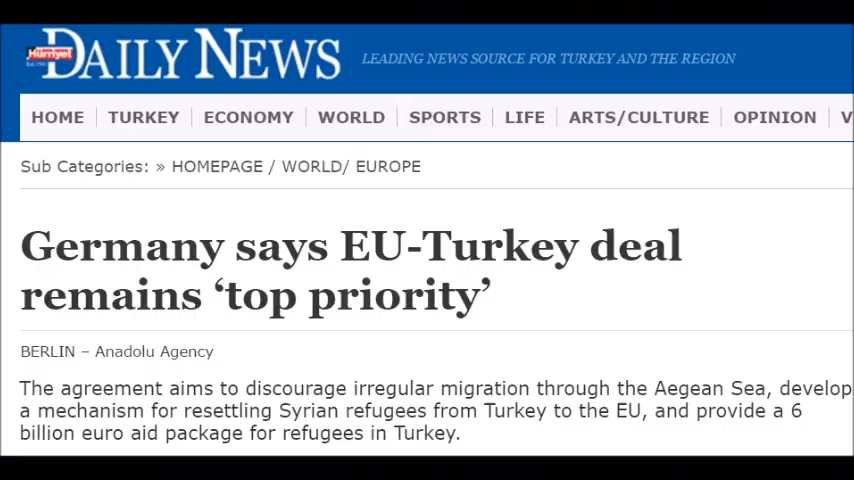 Hürriyet
DAILY NEWS
LEADING NEWS SOURCE FOR TURKEY AND THE REGION
HOME TURKEY ECONOMY WORLD SPORTS LIFE ARTS/CULTURE OPINION V
Sub Categories: » HOMEPAGE / WORLD/ EUROPE
Germany says EU-Turkey deal
remains ‘top priority’
BERLIN – Anadolu Agency
The agreement aims to discourage irregular migration through the Aegean Sea, develop
a mechanism for resettling Syrian refugees from Turkey to the EU, and provide a 6
billion euro aid package for refugees in Turkey.